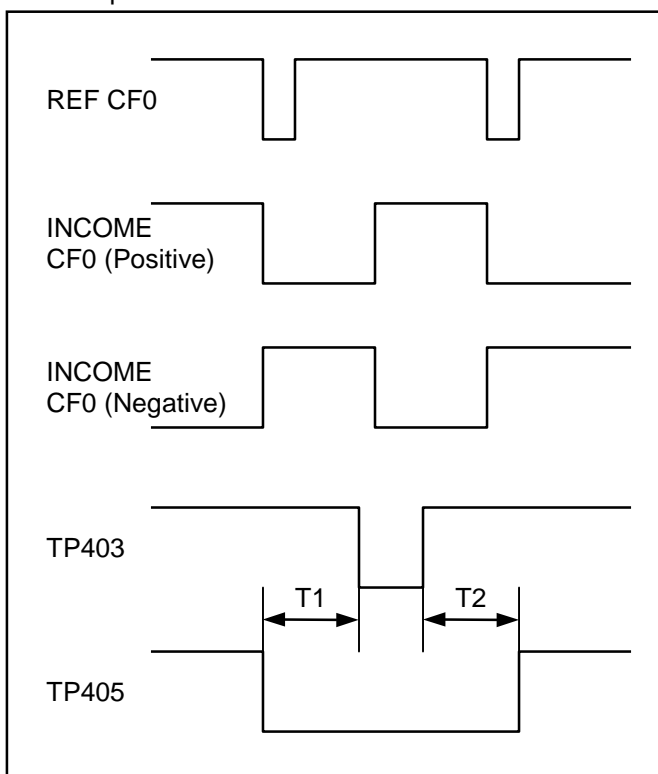 REF CF0
INCOME
CF0 (Positive)
INCOME
CF0 (Negative)
TP403
T1
T2
TP405